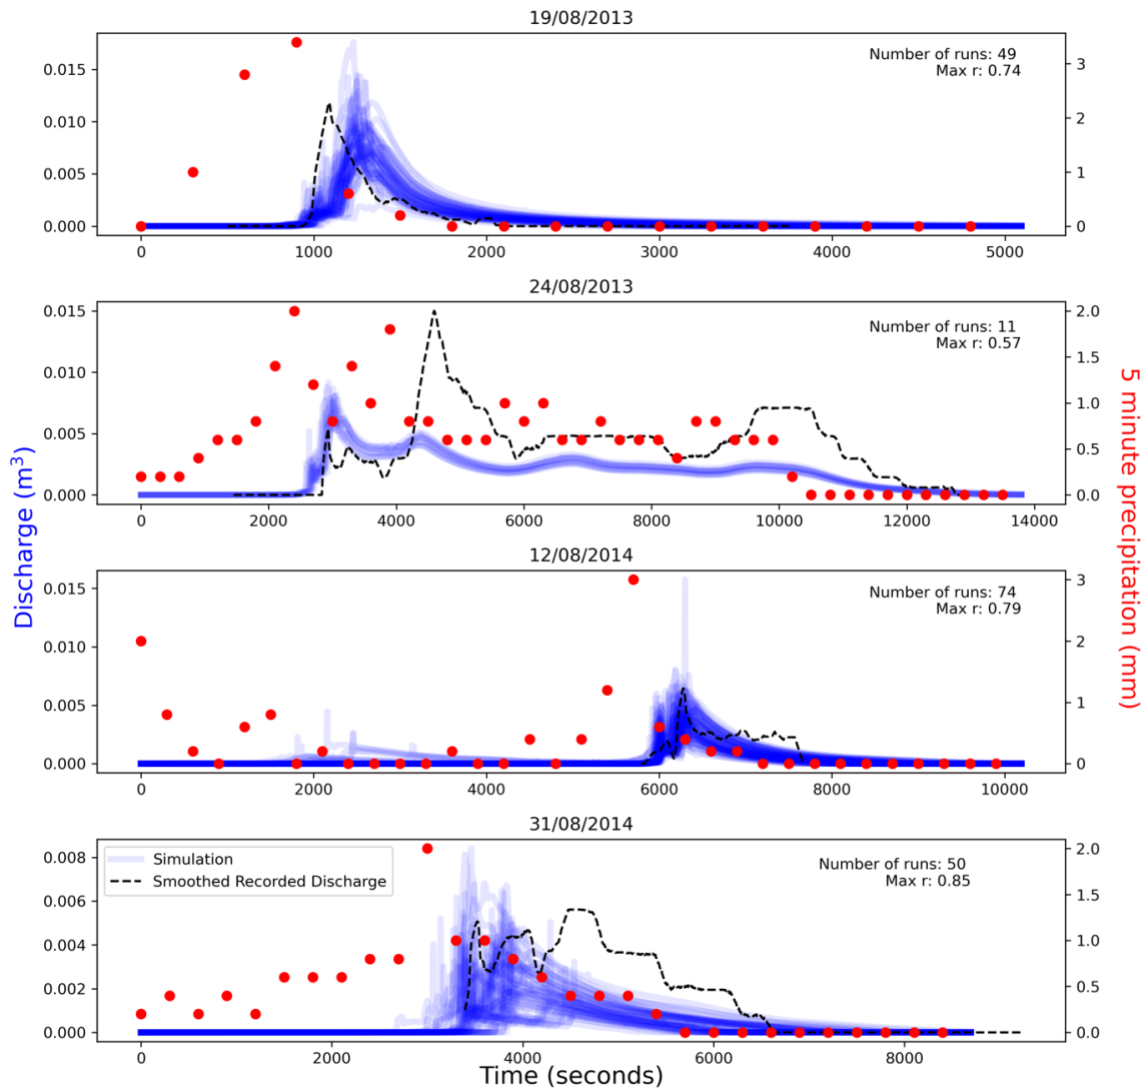 19/08/2013
Number of runs: 49
Max r: 0.74
0.015
0.010
0.005
0.000
3
2
1
0
0 1000 2000 3000 4000 5000
24/08/2013
Number of runs: 11
Max r: 0.57
0.015
0.010
0.005
0.000
2.0
1.5
1.0
0.5
0.0
0 2000 4000 6000 8000 10000 12000 14000
Discharge (m³)
5 minute precipitation (mm)
12/08/2014
Number of runs: 74
Max r: 0.79
0.015
0.010
0.005
0.000
3
2
1
0
0 2000 4000 6000 8000 10000
31/08/2014
Simulation
Smoothed Recorded Discharge
Number of runs: 50
Max r: 0.85
0.008
0.006
0.004
0.002
0.000
2.0
1.5
1.0
0.5
0.0
0 2000 4000 6000 8000
Time (seconds)